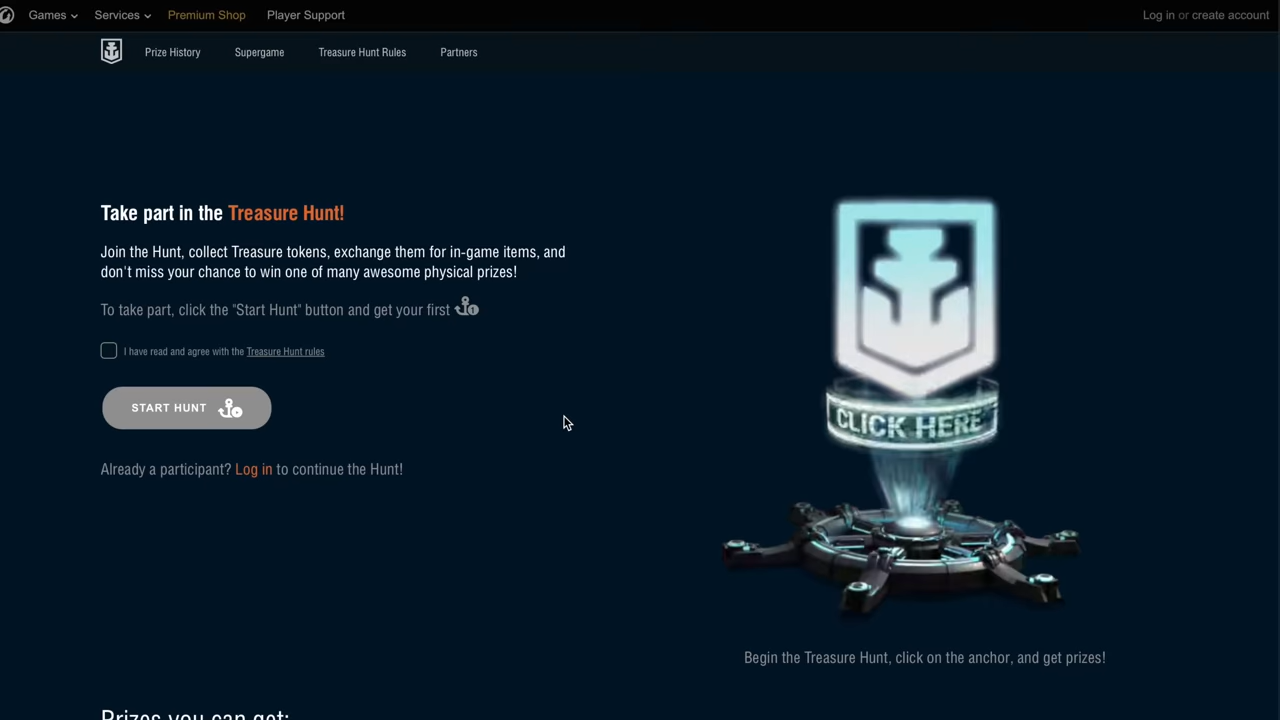 Games Services Premium Shop Player Support Log in or create account
Prize History Supergame Treasure Hunt Rules Partners
Take part in the Treasure Hunt!
Join the Hunt, collect Treasure tokens, exchange them for in-game items, and
don't miss your chance to win one of many awesome physical prizes!
To take part, click the "Start Hunt" button and get your first
I have read and agree with the Treasure Hunt rules
START HUNT
Already a participant? Log in to continue the Hunt!
CLICK HERE
Begin the Treasure Hunt, click on the anchor, and get prizes!
Prizes you can get: